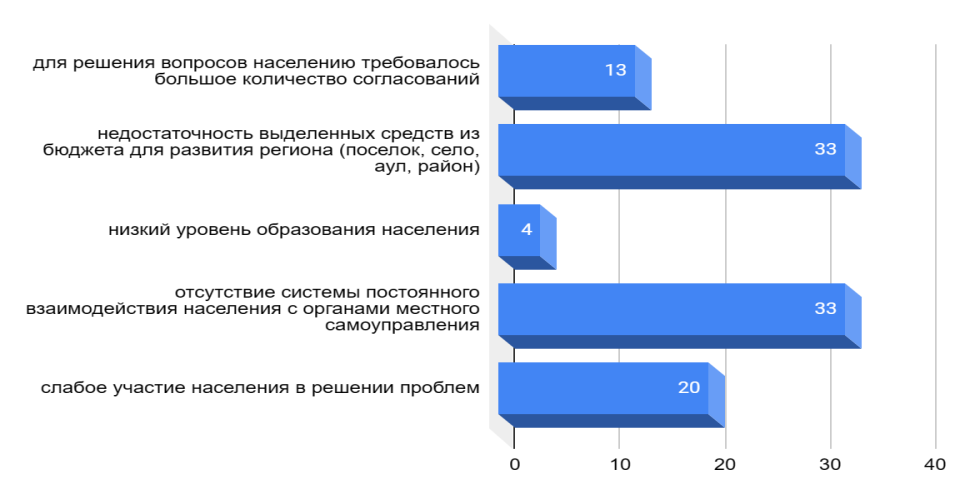 для решения вопросов населению требовалось
большое количество согласований
13
недостаточность выделенных средств из
бюджета для развития региона (поселок, село,
аул, район)
33
низкий уровень образования населения
4
отсутствие системы постоянного
взаимодействия населения с органами местного
самоуправления
33
слабое участие населения в решении проблем
20
0 10 20 30 40